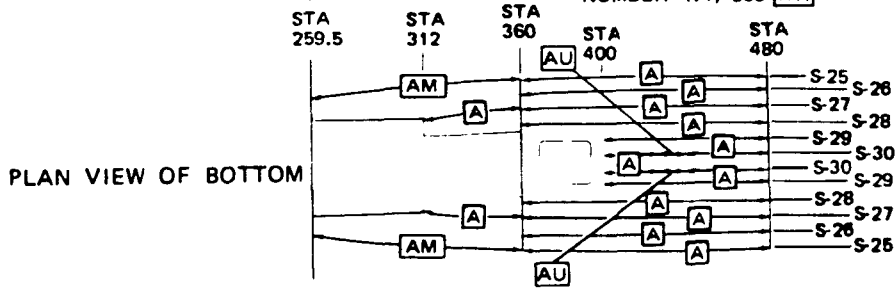 STA 259.5
STA 312
STA 360
STA 400
STA 480
AU
A
S-25
AM
A
S-26
A
A
S-27
A
S-28
S-29
A
S-30
PLAN VIEW OF BOTTOM
A
S-30
A
S-29
A
S-28
A
A
S-27
A
S-26
AM
A
S-25
AU